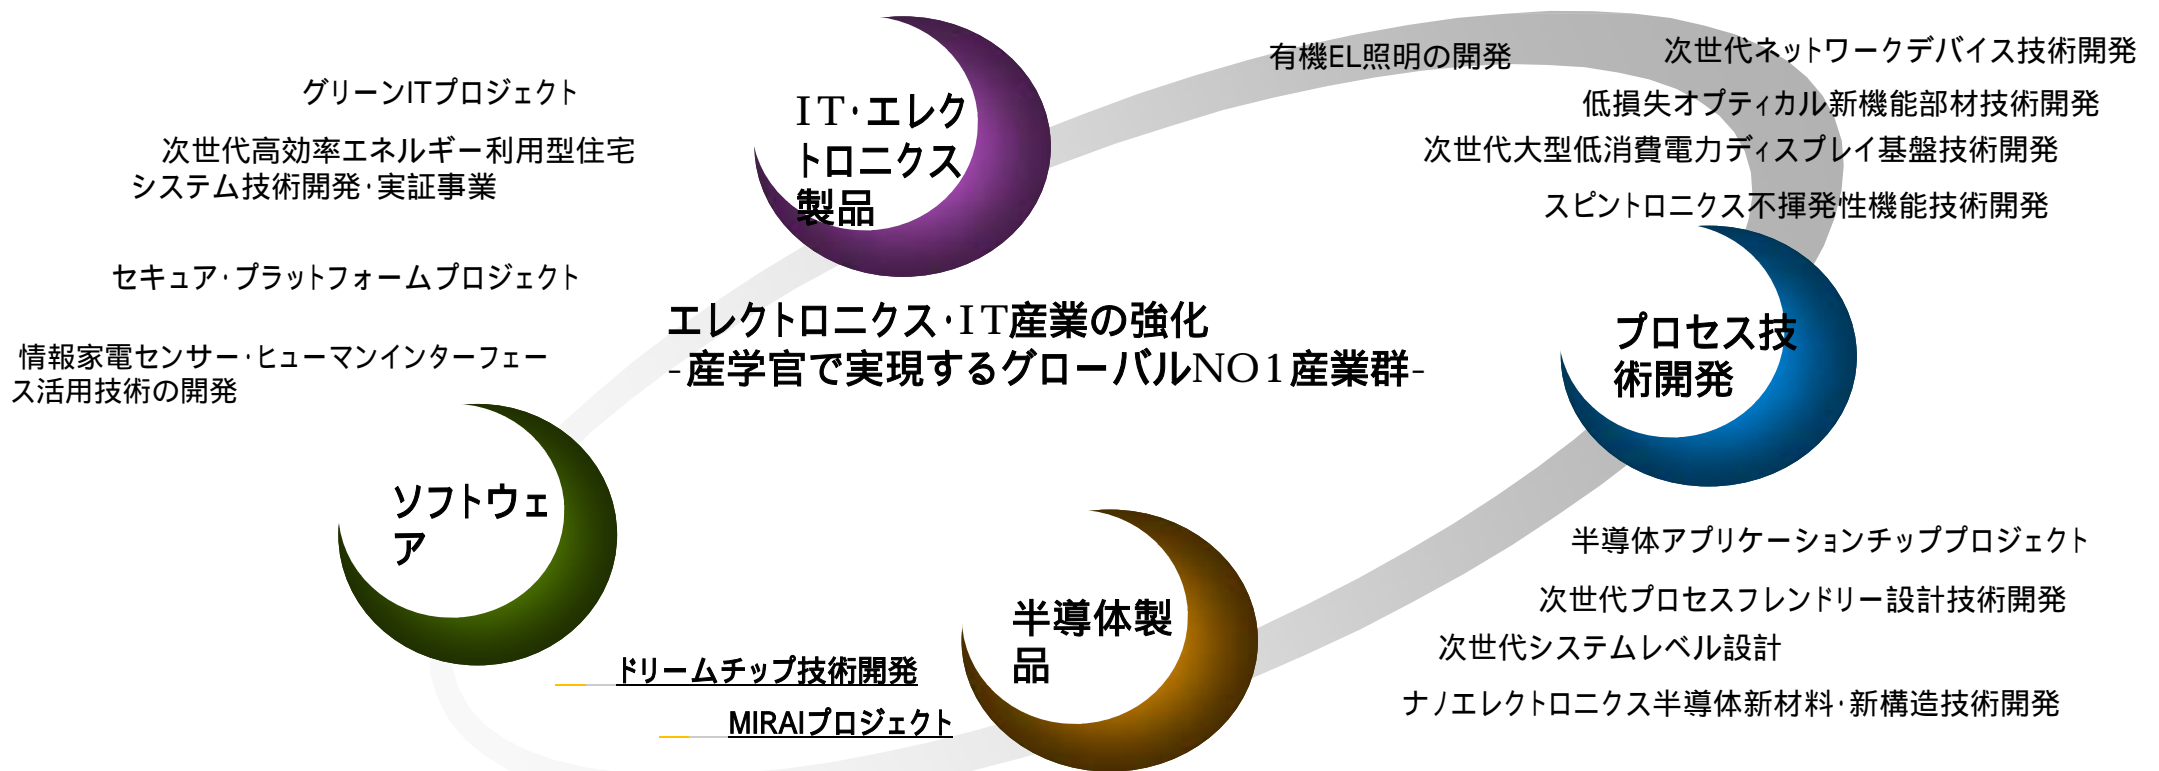 有機EL照明の開発
次世代ネットワークデバイス技術開発
グリーンITプロジェクト
低損失オプティカル新機能部材技術開発
IT・エレク
トロニクス
製品
次世代高効率エネルギー利用型住宅
システム技術開発・実証事業
次世代大型低消費電力ディスプレイ基盤技術開発
スピントロニクス不揮発性機能技術開発
セキュア・プラットフォームプロジェクト
エレクトロニクス・IT産業の強化
-産学官で実現するグローバルNO1産業群-
プロセス技
術開発
情報家電センサー・ヒューマンインターフェー
ス活用技術の開発
ソフトウェ
ア
半導体アプリケーションチッププロジェクト
次世代プロセスフレンドリー設計技術開発
半導体製
品
次世代システムレベル設計
ドリームチップ技術開発
ナノエレクトロニクス半導体新材料・新構造技術開発
MIRAIプロジェクト